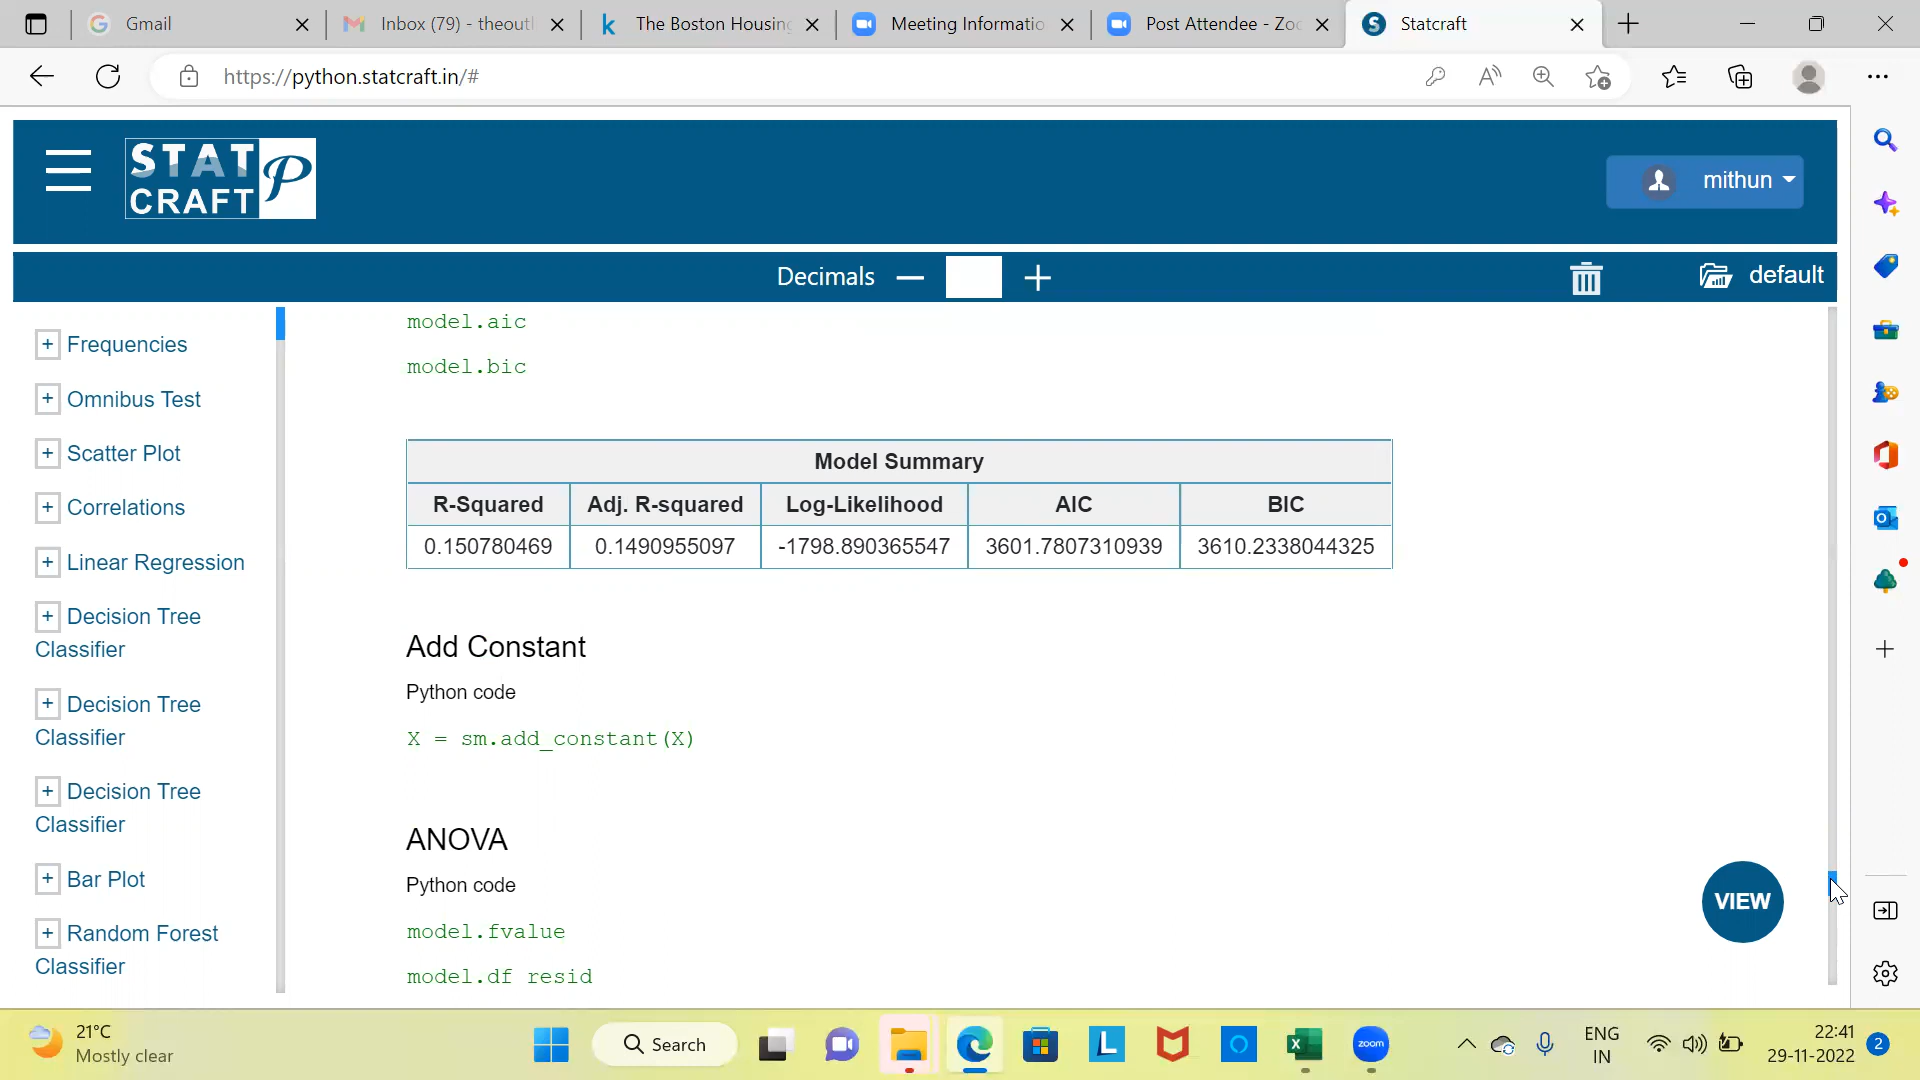 Gmail
Inbox (79) - theoutl
The Boston Housing
Meeting Informatio
Post Attendee - Zoo
Statcraft
https://python.statcraft.in/#
STAT
CRAFT P
mithun
Decimals
default
Frequencies
Omnibus Test
Scatter Plot
Correlations
Linear Regression
Decision Tree
Classifier
Decision Tree
Classifier
Decision Tree
Classifier
Bar Plot
Random Forest
Classifier
model.aic
model.bic
Model Summary
R-Squared Adj. R-squared Log-Likelihood AIC BIC
0.150780469 0.1490955097 -1798.890365547 3601.7807310939 3610.2338044325
Add Constant
Python code
X = sm.add_constant(X)
ANOVA
Python code
model.fvalue
model.df resid
VIEW
21°C
Mostly clear
Search
zoom
ENG
IN
22:41
29-11-2022
2